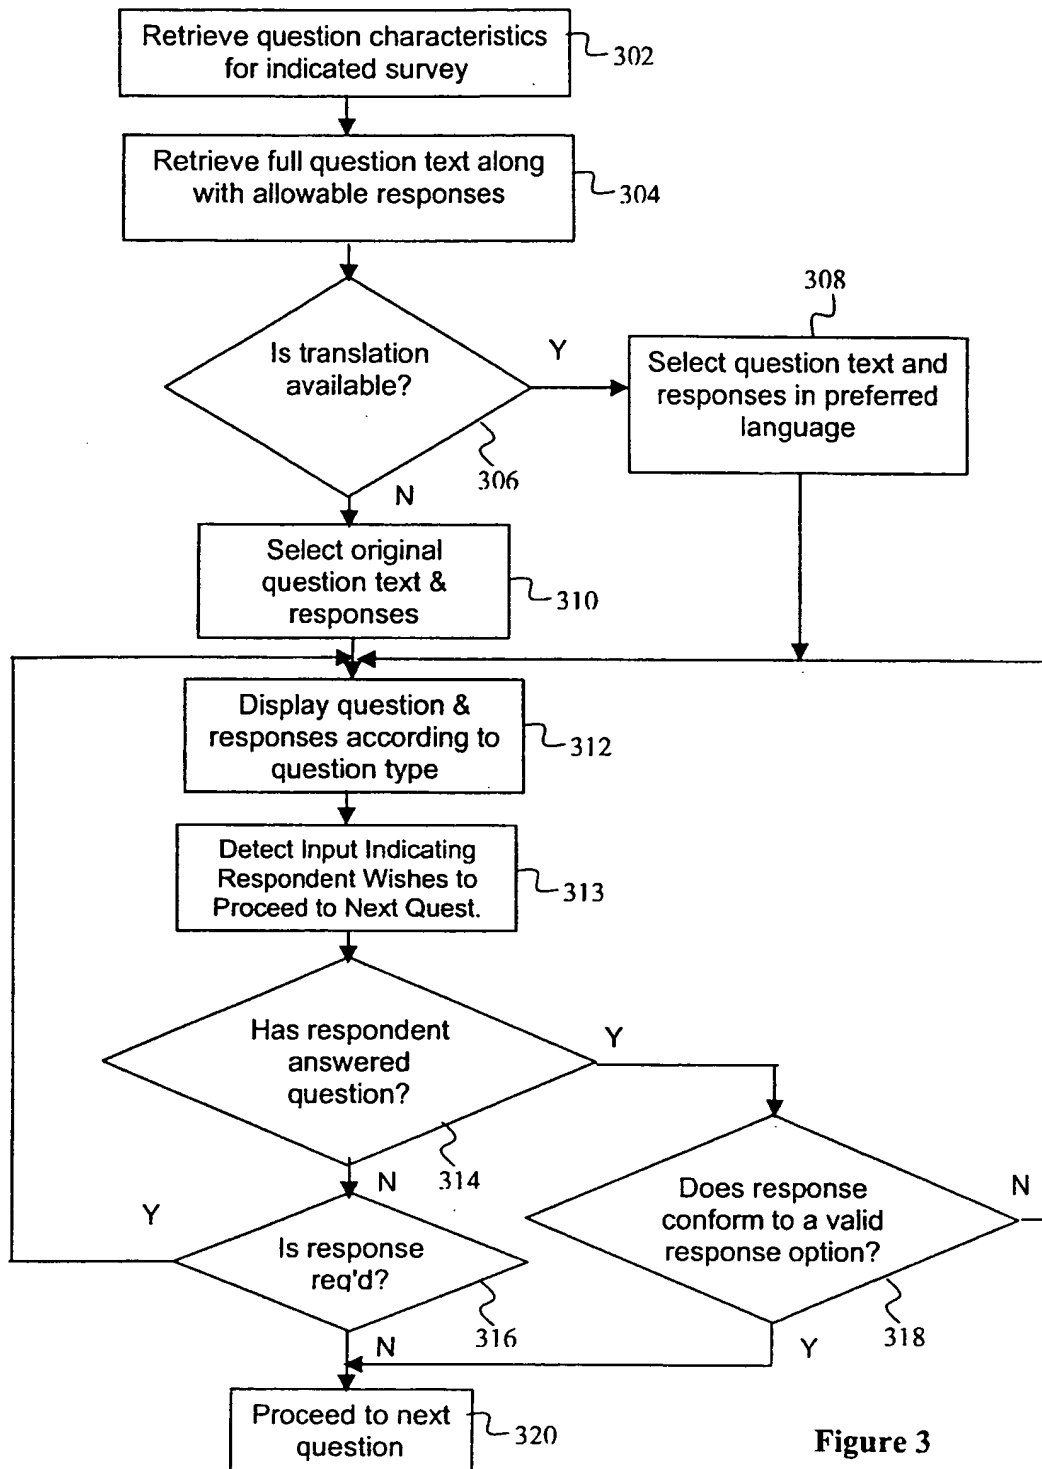 Retrieve question characteristics
for indicated survey
302
Retrieve full question text along
with allowable responses
304
308
Is translation
available?
Y
Select question text and
responses in preferred
language
306
N
Select original
question text &
responses
310
Display question &
responses according to
question type
312
Detect Input Indicating
Respondent Wishes to
Proceed to Next Quest.
313
Has respondent
answered
question?
Y
314
N
Y
Does response
conform to a valid
response option?
N
Is response
req'd?
316
N
318
Y
Proceed to next
question
320
Figure 3